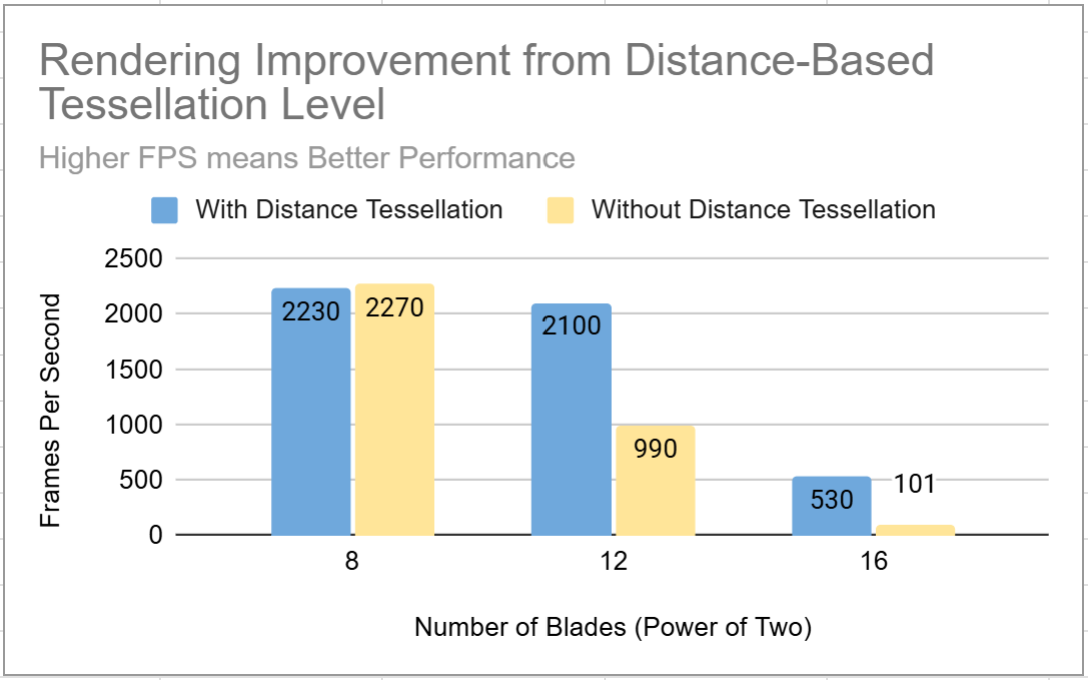 Rendering Improvement from Distance-Based
Tessellation Level
Higher FPS means Better Performance
With Distance Tessellation
Without Distance Tessellation
Frames Per Second
2500
2000
1500
1000
500
0
2230
2270
2100
990
530
101
8
12
16
Number of Blades (Power of Two)